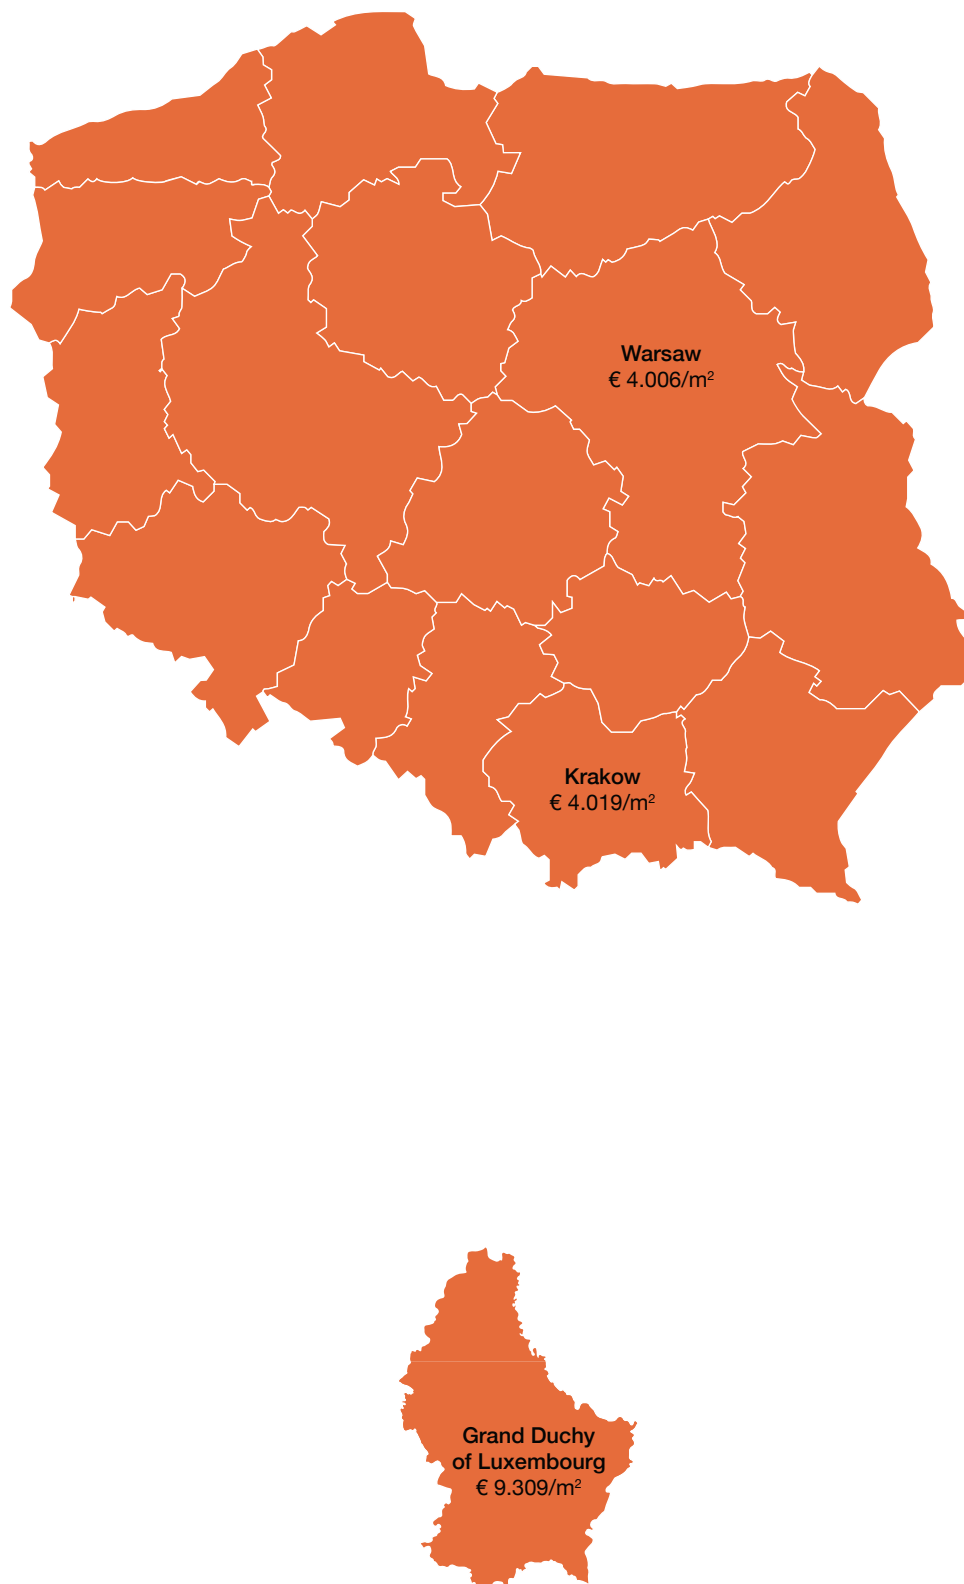 Warsaw
€ 4.006/m²
Krakow
€ 4.019/m²
Grand Duchy
of Luxembourg
€ 9.309/m²